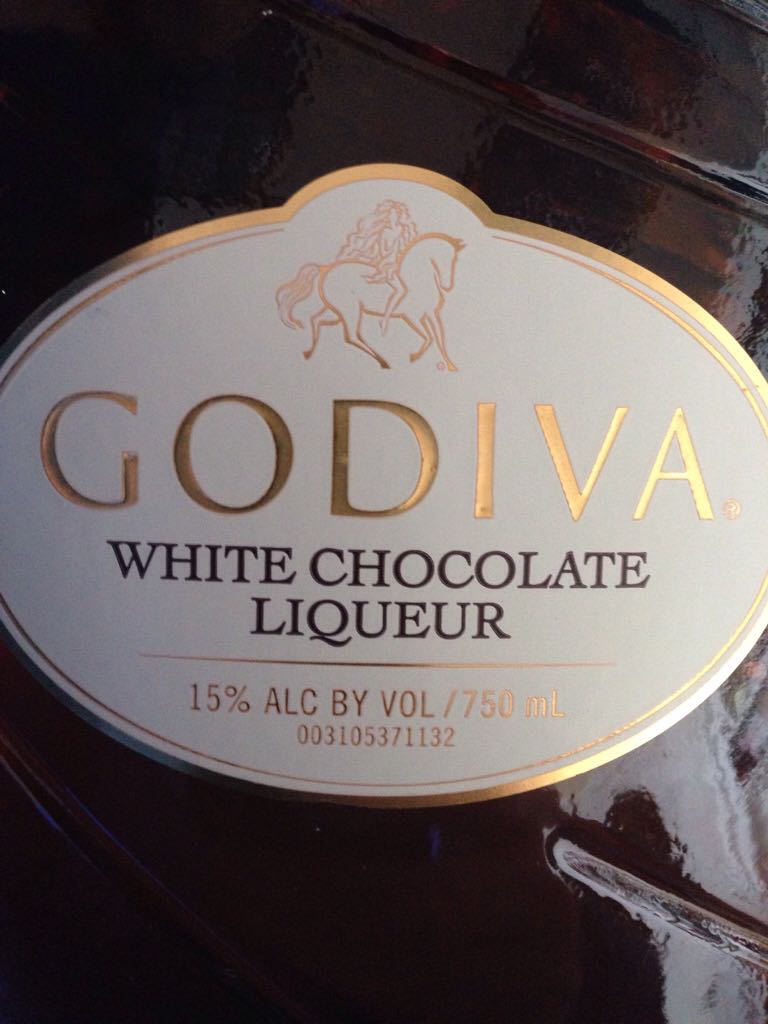 GODIVA®
WHITE CHOCOLATE
LIQUEUR
15% ALC BY VOL / 750 mL
003105371132